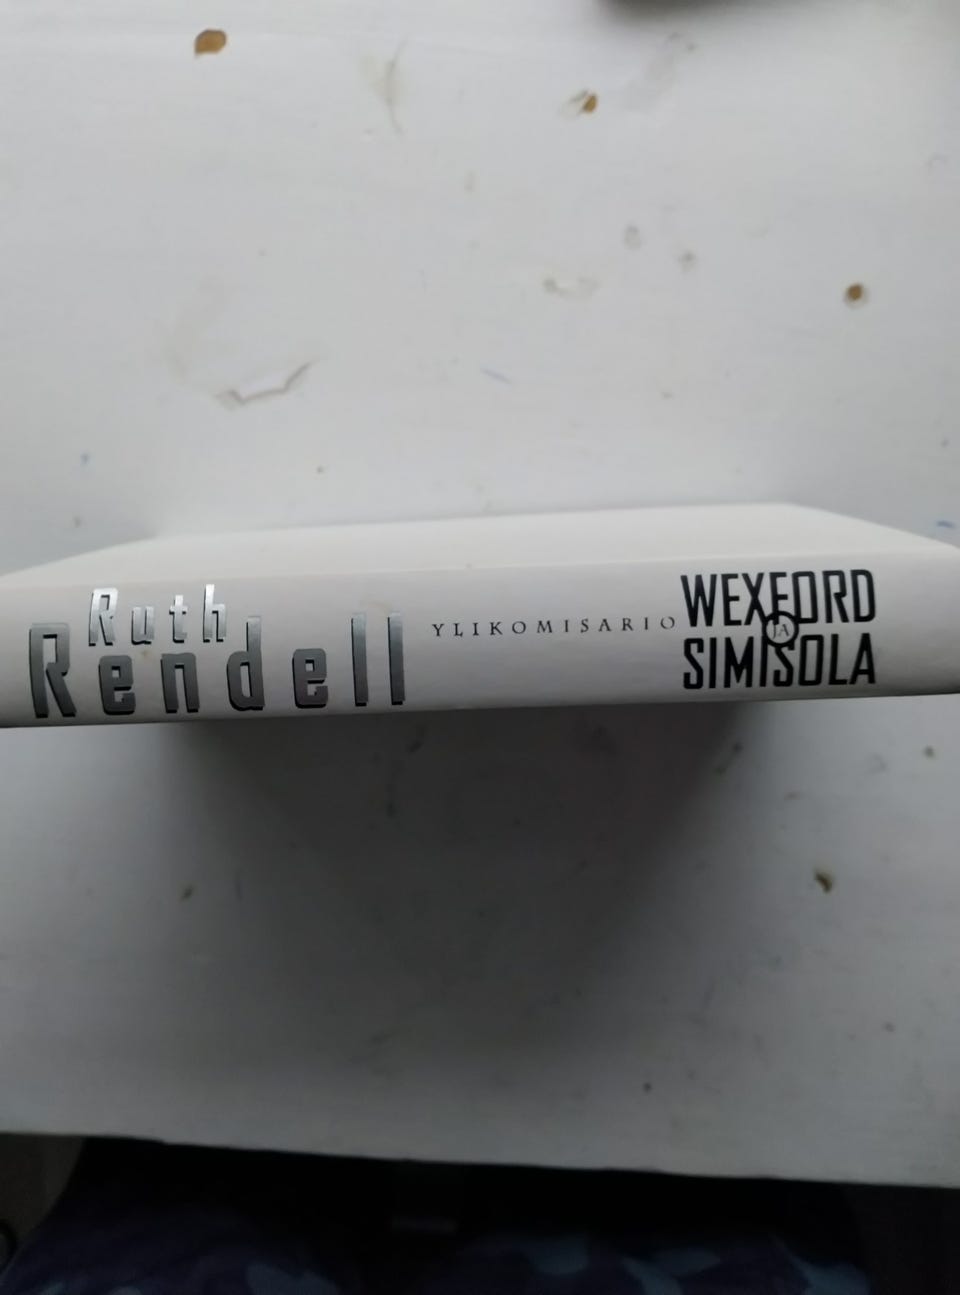 Ruth
Rendell
YLIKOMISARIO
WEXFORD
JA
SIMISOLA